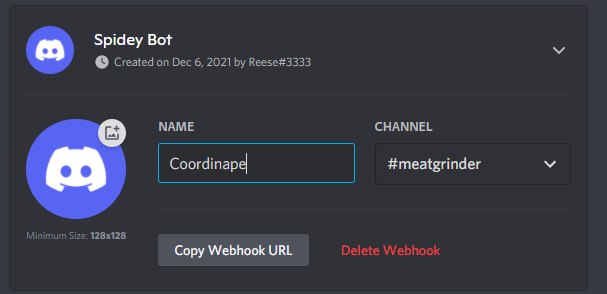 Spidey Bot
Created on Dec 6, 2021 by Reese#3333
NAME
CHANNEL
Coordinape
#meatgrinder
Minimum Size: 128x128
Copy Webhook URL
Delete Webhook